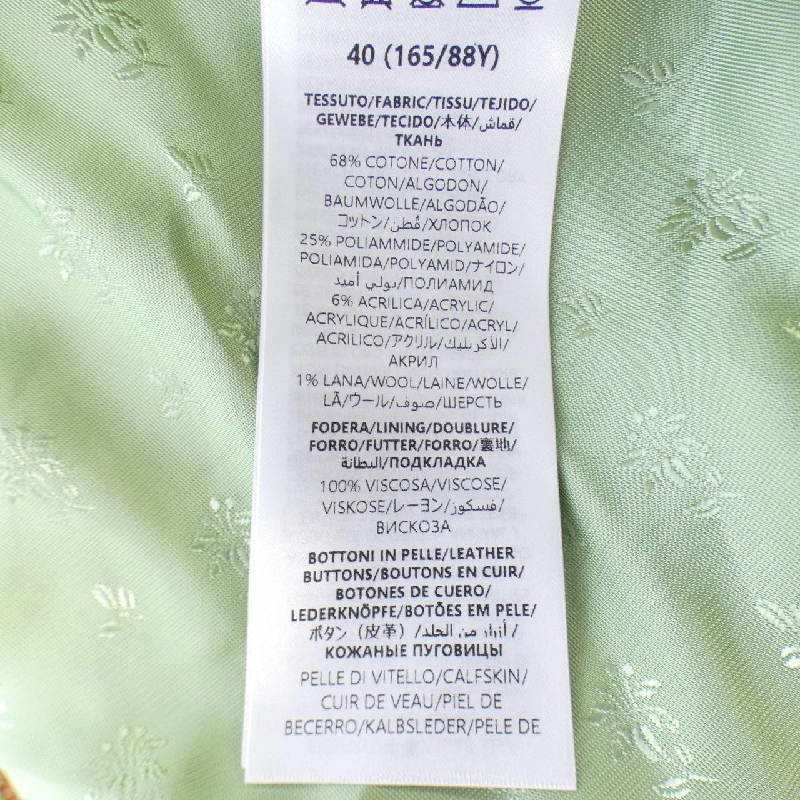 40 (165/88Y)
TESSUTO/FABRIC/TISSU/TEJIDO/
GEWEBE/TECIDO/本体/قماش/
ТКАНЬ
68% COTONE/COTTON/
COTON/ALGODON/
BAUMWOLLE/ALGODÃO/
コットン/قُطن/ХЛОПОК
25% POLIAMMIDE/POLYAMIDE/
POLIAMIDA/POLYAMID/ナイロン/
بولي أميد/ПОЛИАМИД
6% ACRILICA/ACRYLIC/
ACRYLIQUE/ACRÍLICO/ACRYL/
ACRILICO/アクリル/الأكريليك/
АКРИЛ
1% LANA/WOOL/LAINE/WOLLE/
LÃ/ウール/صوف/ШЕРСТЬ
FODERA/LINING/DOUBLURE/
FORRO/FUTTER/FORRO/裏地/
البطانة/ПОДКЛАДКА
100% VISCOSA/VISCOSE/
VISKOSE/レーヨン/فسكوز/
ВИСКОЗА
BOTTONI IN PELLE/LEATHER
BUTTONS/BOUTONS EN CUIR/
BOTONES DE CUERO/
LEDERKNÖPFE/BOTÕES EM PELE/
ボタン（皮革）/أزرار من الجلد/
КОЖАНЫЕ ПУГОВИЦЫ
PELLE DI VITELLO/CALFSKIN/
CUIR DE VEAU/PIEL DE
BECERRO/KALBSLEDER/PELE DE